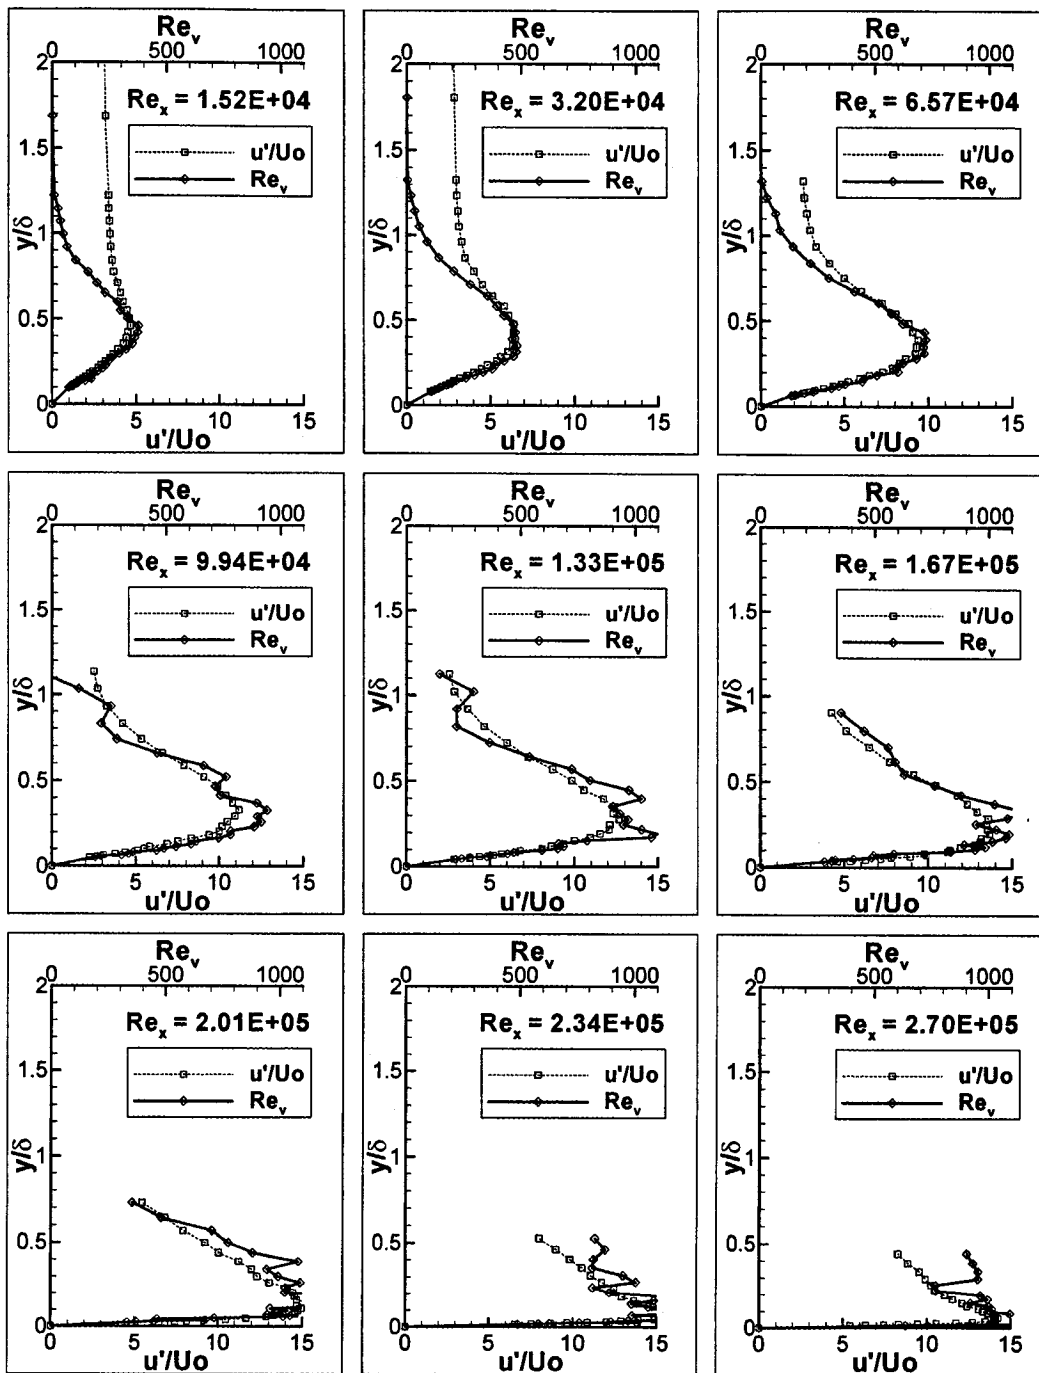 Re_v
0 500 1000
2
1.5
1
0.5
0
y/δ
Re_x = 1.52E+04
u'/Uo
Re_v
0 5 10 15
u'/Uo
Re_v
0 500 1000
2
1.5
1
0.5
0
y/δ
Re_x = 3.20E+04
u'/Uo
Re_v
0 5 10 15
u'/Uo
Re_v
0 500 1000
2
1.5
1
0.5
0
y/δ
Re_x = 6.57E+04
u'/Uo
Re_v
0 5 10 15
u'/Uo
Re_v
0 500 1000
2
1.5
1
0.5
0
y/δ
Re_x = 9.94E+04
u'/Uo
Re_v
0 5 10 15
u'/Uo
Re_v
0 500 1000
2
1.5
1
0.5
0
y/δ
Re_x = 1.33E+05
u'/Uo
Re_v
0 5 10 15
u'/Uo
Re_v
0 500 1000
2
1.5
1
0.5
0
y/δ
Re_x = 1.67E+05
u'/Uo
Re_v
0 5 10 15
u'/Uo
Re_v
0 500 1000
2
1.5
1
0.5
0
y/δ
Re_x = 2.01E+05
u'/Uo
Re_v
0 5 10 15
u'/Uo
Re_v
0 500 1000
2
1.5
1
0.5
0
y/δ
Re_x = 2.34E+05
u'/Uo
Re_v
0 5 10 15
u'/Uo
Re_v
0 500 1000
2
1.5
1
0.5
0
y/δ
Re_x = 2.70E+05
u'/Uo
Re_v
0 5 10 15
u'/Uo